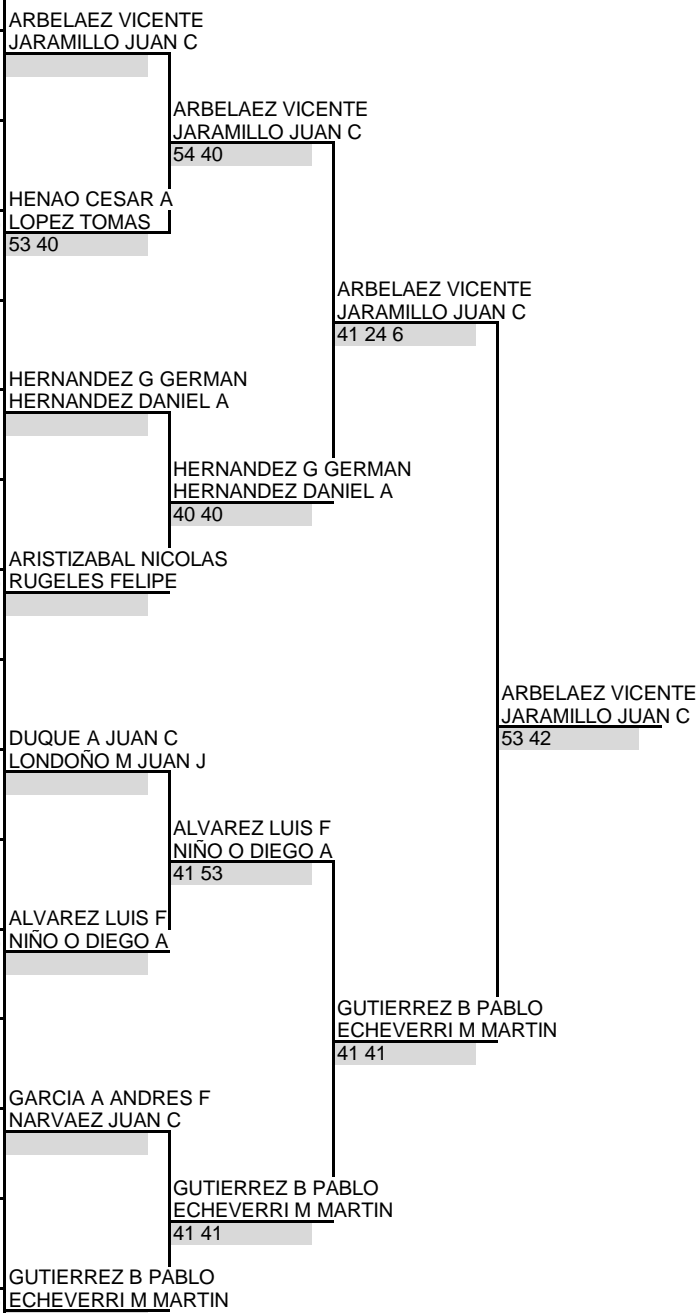 ARBELAEZ VICENTE
JARAMILLO JUAN C
ARBELAEZ VICENTE
JARAMILLO JUAN C
54 40
HENAO CESAR A
LOPEZ TOMAS
53 40
ARBELAEZ VICENTE
JARAMILLO JUAN C
41 24 6
HERNANDEZ G GERMAN
HERNANDEZ DANIEL A
HERNANDEZ G GERMAN
HERNANDEZ DANIEL A
40 40
ARISTIZABAL NICOLAS
RUGELES FELIPE
ARBELAEZ VICENTE
JARAMILLO JUAN C
53 42
DUQUE A JUAN C
LONDOÑO M JUAN J
ALVAREZ LUIS F
NIÑO O DIEGO A
41 53
ALVAREZ LUIS F
NIÑO O DIEGO A
GUTIERREZ B PABLO
ECHEVERRI M MARTIN
41 41
GARCIA A ANDRES F
NARVAEZ JUAN C
GUTIERREZ B PABLO
ECHEVERRI M MARTIN
41 41
GUTIERREZ B PABLO
ECHEVERRI M MARTIN